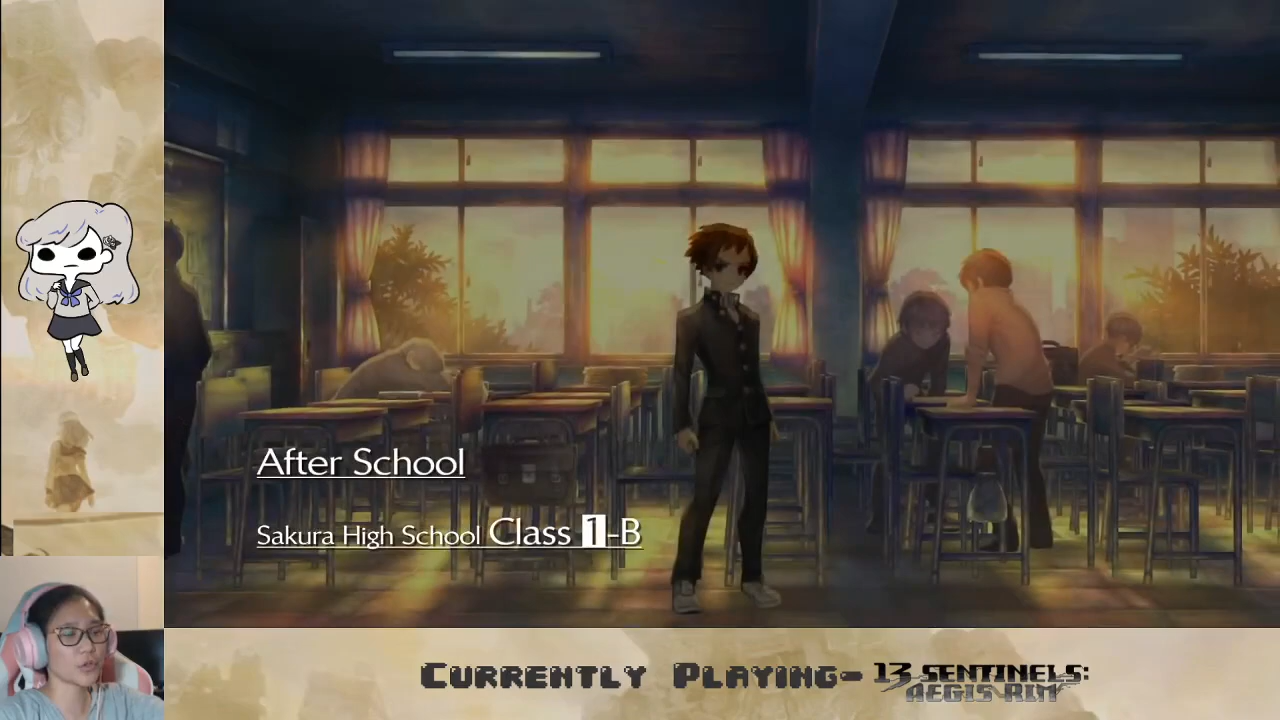 After School
Sakura High School Class 1-B
Currently Playing- 13 SENTINELS:
AEGIS RIM